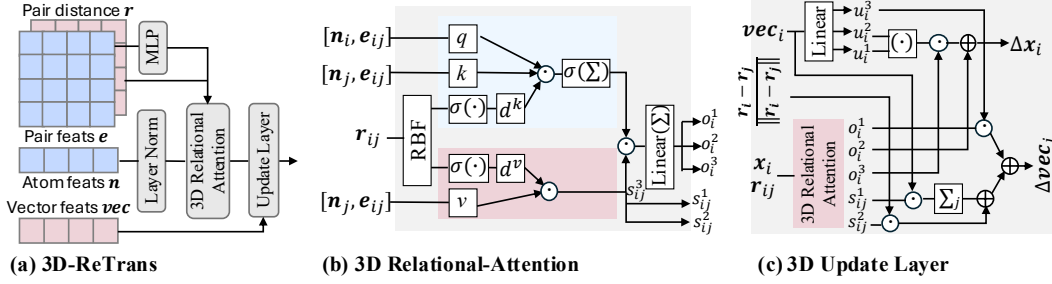 Pair distance r
MLP
Pair feats e
Atom feats n
Layer Norm
3D Relational
Attention
Update Layer
Vector feats vec
(a) 3D-ReTrans
[n_i, e_ij]
q
[n_j, e_ij]
k
σ(∑)
σ(·)
d^k
r_ij
RBF
σ(·)
d^v
[n_j, e_ij]
v
s_ij^3
Linear(∑)
o_i^1
o_i^2
o_i^3
s_ij^1
s_ij^2
(b) 3D Relational-Attention
vec_i
Linear
u_i^3
u_i^2
u_i^1
(·)
Δx_i
r_i − r_j
||r_i − r_j||
x_i
r_ij
3D Relational
Attention
o_i^1
o_i^2
o_i^3
s_ij^1
s_ij^2
∑_j
Δvec_i
(c) 3D Update Layer